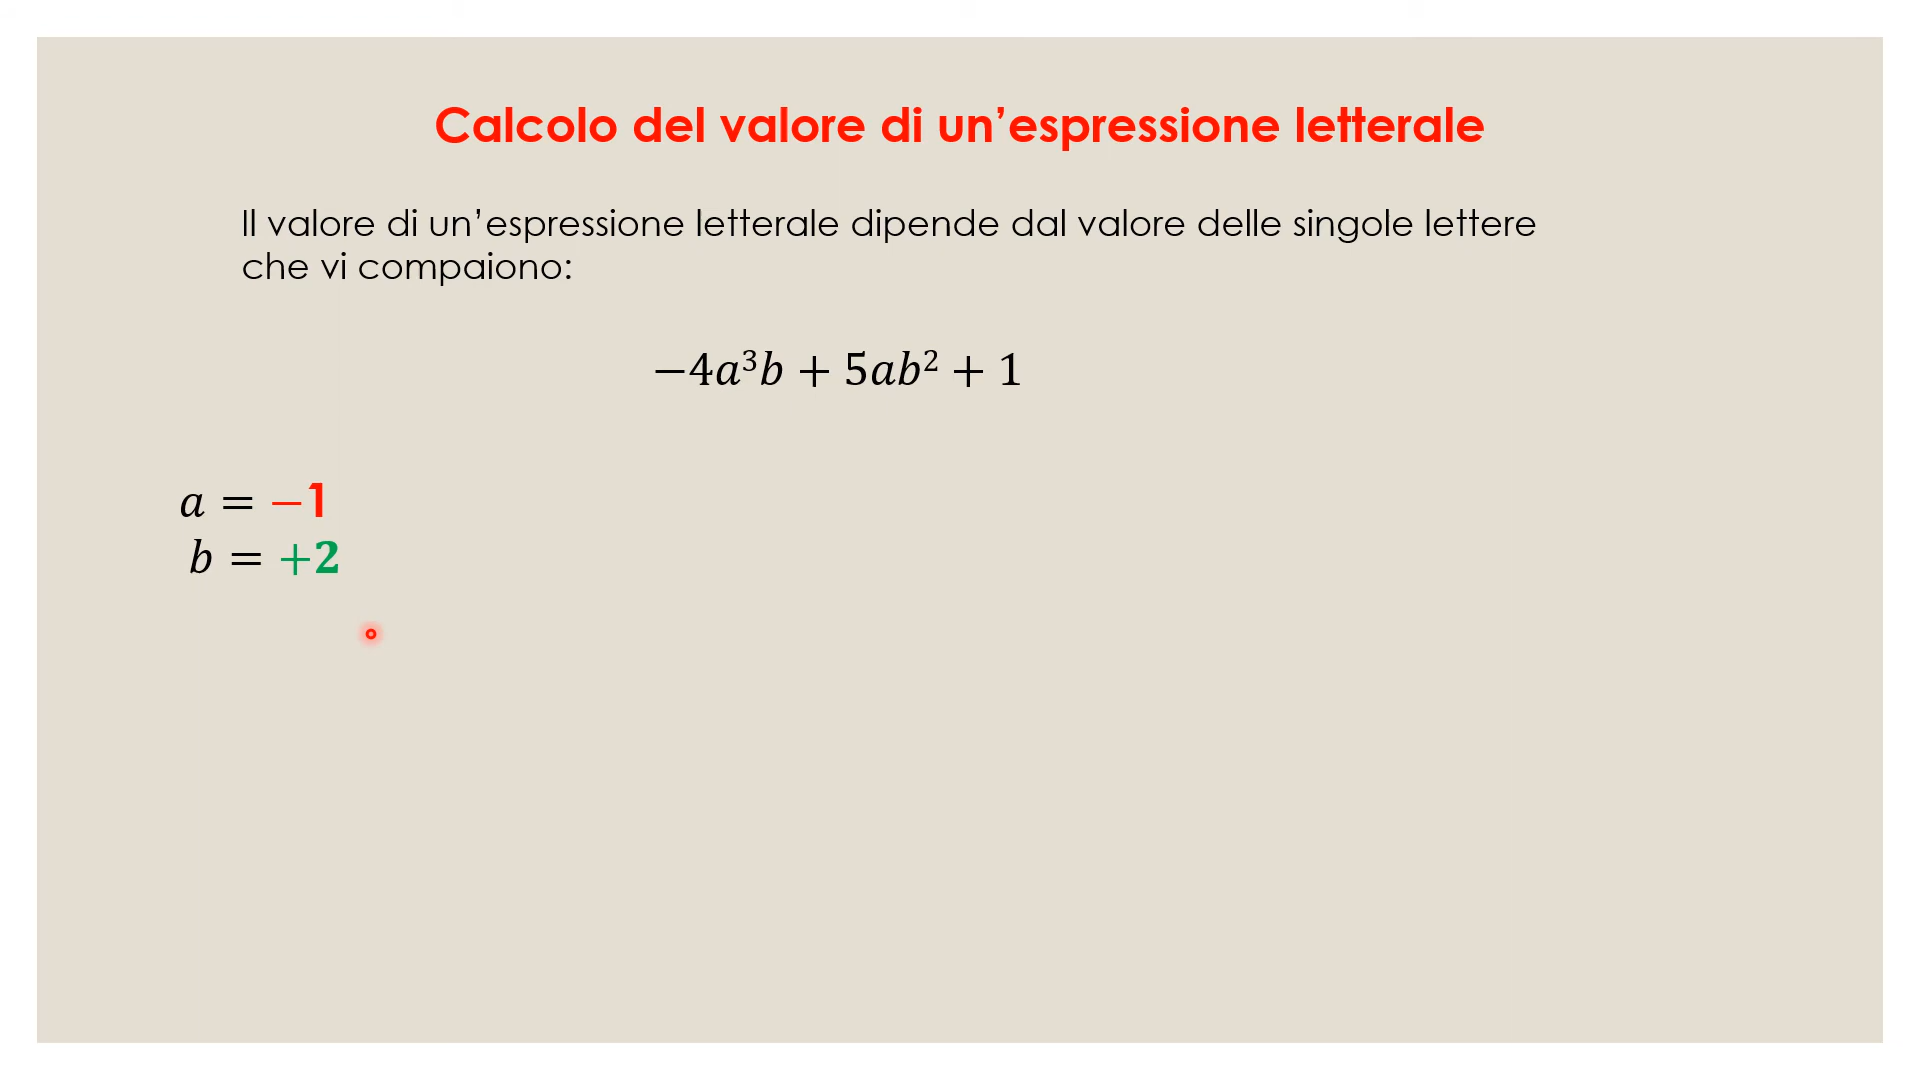 Calcolo del valore di un’espressione letterale
Il valore di un’espressione letterale dipende dal valore delle singole lettere
che vi compaiono:
−4a³b + 5ab² + 1
a = −1
b = +2